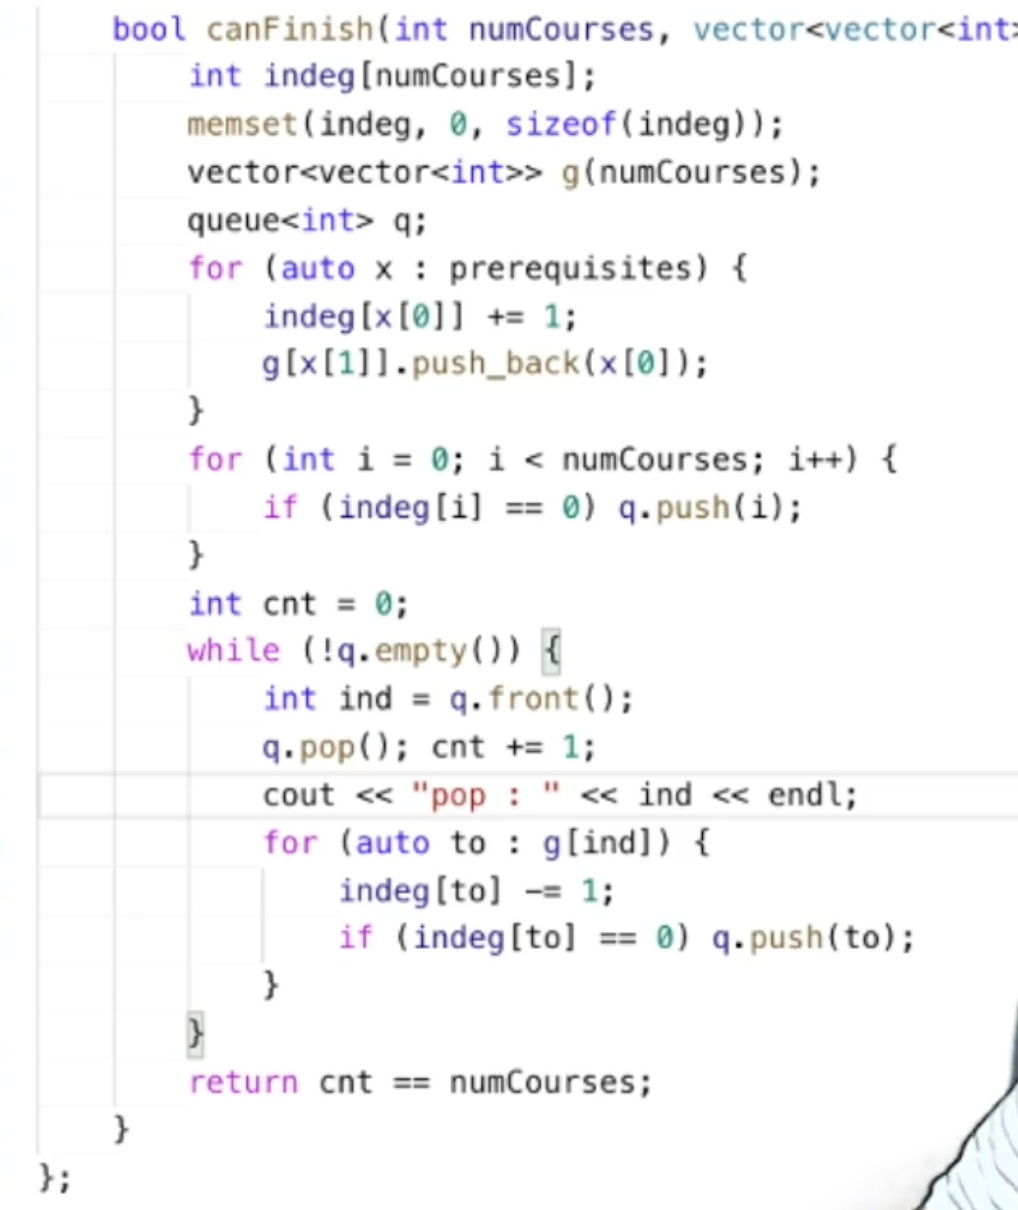 bool canFinish(int numCourses, vector<vector<int>
int indeg[numCourses];
memset(indeg, 0, sizeof(indeg));
vector<vector<int>> g(numCourses);
queue<int> q;
for (auto x : prerequisites) {
indeg[x[0]] += 1;
g[x[1]].push_back(x[0]);
}
for (int i = 0; i < numCourses; i++) {
if (indeg[i] == 0) q.push(i);
}
int cnt = 0;
while (!q.empty()) {
int ind = q.front();
q.pop(); cnt += 1;
cout << "pop : " << ind << endl;
for (auto to : g[ind]) {
indeg[to] -= 1;
if (indeg[to] == 0) q.push(to);
}
}
return cnt == numCourses;
}
};